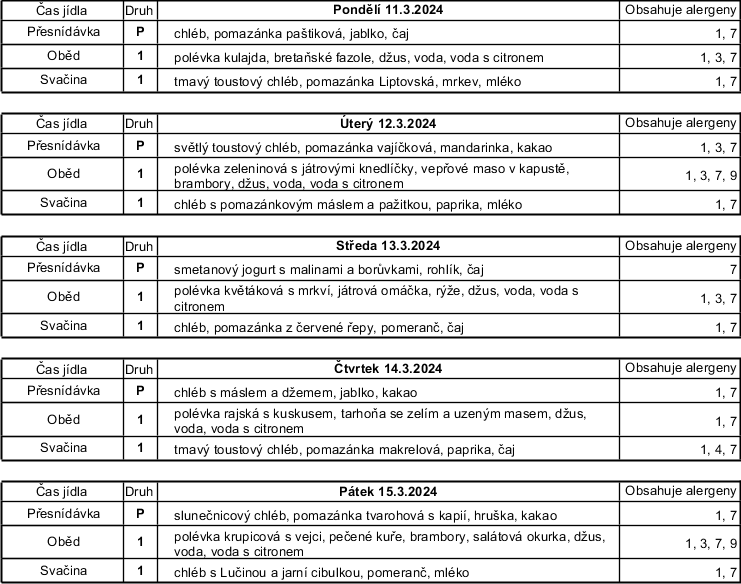 Čas jídla Druh Pondělí 11.3.2024 Obsahuje alergeny
Přesnídávka P chléb, pomazánka paštiková, jablko, čaj 1, 7
Oběd 1 polévka kulajda, bretaňské fazole, džus, voda, voda s citronem 1, 3, 7
Svačina 1 tmavý toustový chléb, pomazánka Liptovská, mrkev, mléko 1, 7
Čas jídla Druh Úterý 12.3.2024 Obsahuje alergeny
Přesnídávka P světlý toustový chléb, pomazánka vajíčková, mandarinka, kakao 1, 3, 7
Oběd 1 polévka zeleninová s játrovými knedlíčky, vepřové maso v kapustě, 1, 3, 7, 9
brambory, džus, voda, voda s citronem
Svačina 1 chléb s pomazánkovým máslem a pažitkou, paprika, mléko 1, 7
Čas jídla Druh Středa 13.3.2024 Obsahuje alergeny
Přesnídávka P smetanový jogurt s malinami a borůvkami, rohlík, čaj 7
Oběd 1 polévka květáková s mrkví, játrová omáčka, rýže, džus, voda, voda s 1, 3, 7
citronem
Svačina 1 chléb, pomazánka z červené řepy, pomeranč, čaj 1, 7
Čas jídla Druh Čtvrtek 14.3.2024 Obsahuje alergeny
Přesnídávka P chléb s máslem a džemem, jablko, kakao 1, 7
Oběd 1 polévka rajská s kuskusem, tarhoňa se zelím a uzeným masem, džus, 1, 7
voda, voda s citronem
Svačina 1 tmavý toustový chléb, pomazánka makrelová, paprika, čaj 1, 4, 7
Čas jídla Druh Pátek 15.3.2024 Obsahuje alergeny
Přesnídávka P slunečnicový chléb, pomazánka tvarohová s kapií, hruška, kakao 1, 7
Oběd 1 polévka krupicová s vejci, pečené kuře, brambory, salátová okurka, džus, 1, 3, 7, 9
voda, voda s citronem
Svačina 1 chléb s Lučinou a jarní cibulkou, pomeranč, mléko 1, 7